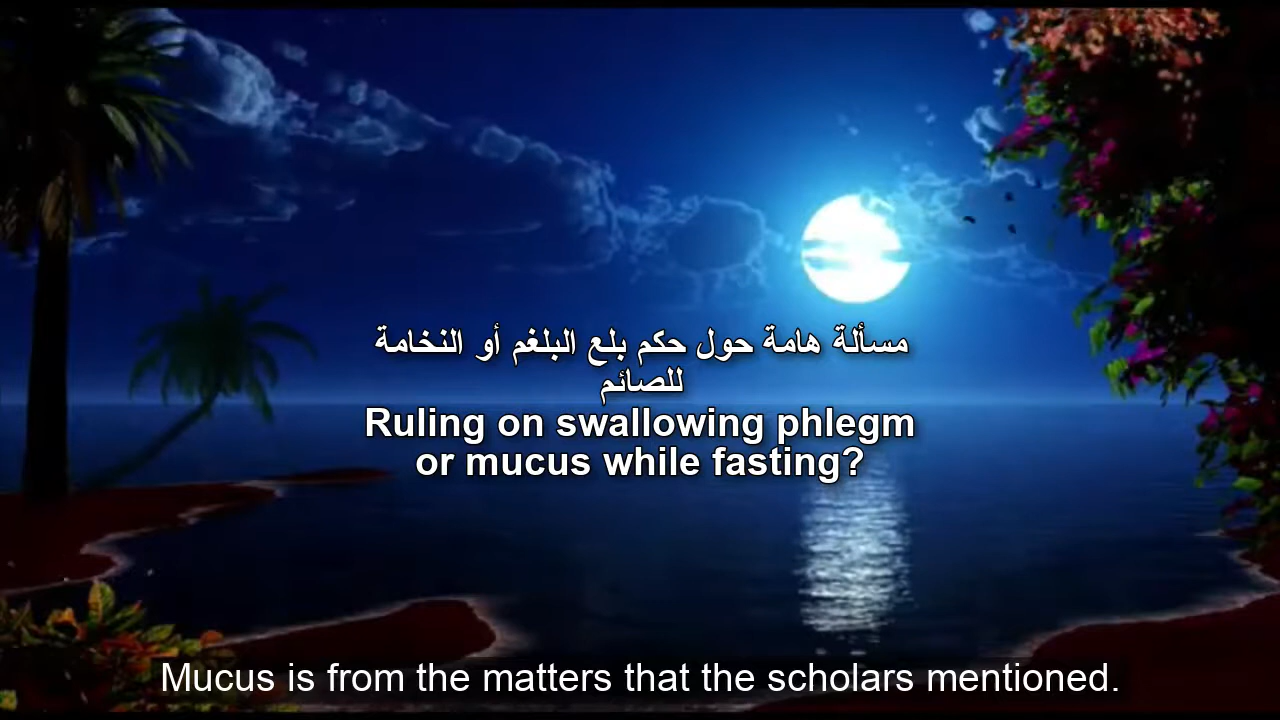 مسألة هامة حول حكم بلع البلغم أو النخامة
للصائم
Ruling on swallowing phlegm
or mucus while fasting?
Mucus is from the matters that the scholars mentioned.